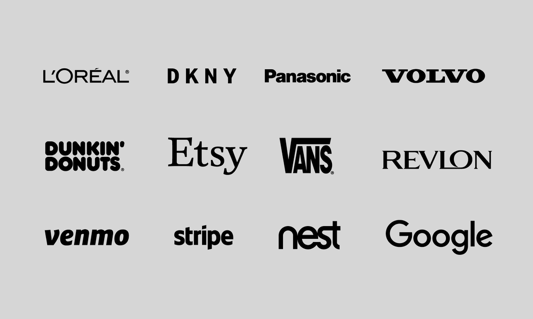 L'ORÉAL® DKNY Panasonic VOLVO
DUNKIN' Etsy VANS® REVLON
DONUTS®
venmo stripe nest Google